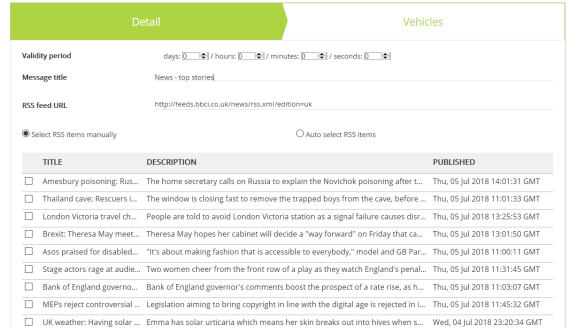 Detail Vehicles
Validity period days: 0 / hours: 0 / minutes: 0 / seconds: 0
Message title News - top stories
RSS feed URL http://feeds.bbci.co.uk/news/rss.xml?edition=uk
Select RSS items manually Auto select RSS items
TITLE DESCRIPTION PUBLISHED
Amesbury poisoning: Rus... The home secretary calls on Russia to explain the Novichok poisoning after t... Thu, 05 Jul 2018 14:01:31 GMT
Thailand cave: Rescuers i... The window is closing fast to remove the trapped boys from the cave, before ... Thu, 05 Jul 2018 11:01:33 GMT
London Victoria travel ch... People are told to avoid London Victoria station as a signal failure causes disr... Thu, 05 Jul 2018 13:25:53 GMT
Brexit: Theresa May meet... Theresa May hopes her cabinet will decide a "way forward" on Friday that ca... Thu, 05 Jul 2018 13:01:50 GMT
Asos praised for disabled... "It's about making fashion that is accessible to everybody," model and GB Par... Thu, 05 Jul 2018 11:00:11 GMT
Stage actors rage at audie... Two women cheer from the front row of a play as they watch England's penal... Thu, 05 Jul 2018 11:31:45 GMT
Bank of England governo... Bank of England governor's comments boost the prospect of a rate rise, as h... Thu, 05 Jul 2018 11:03:07 GMT
MEPs reject controversial ... Legislation aiming to bring copyright in line with the digital age is rejected in i... Thu, 05 Jul 2018 11:45:32 GMT
UK weather: Having solar ... Emma has solar urticaria which means her skin breaks out into hives when s... Wed, 04 Jul 2018 23:20:34 GMT